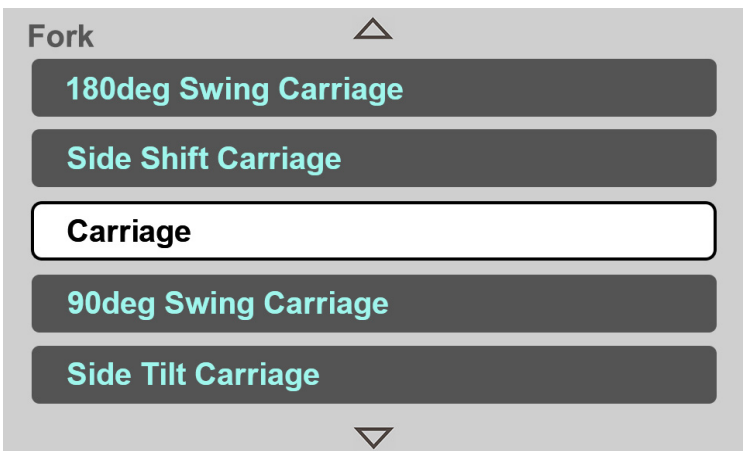 Fork
180deg Swing Carriage
Side Shift Carriage
Carriage
90deg Swing Carriage
Side Tilt Carriage